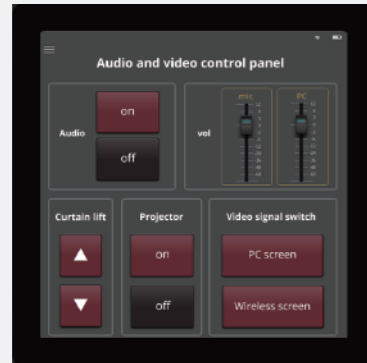 Audio and video control panel
Audio
on
off
vol
mic
PC
Curtain lift
Projector
on
off
Video signal switch
PC screen
Wireless screen